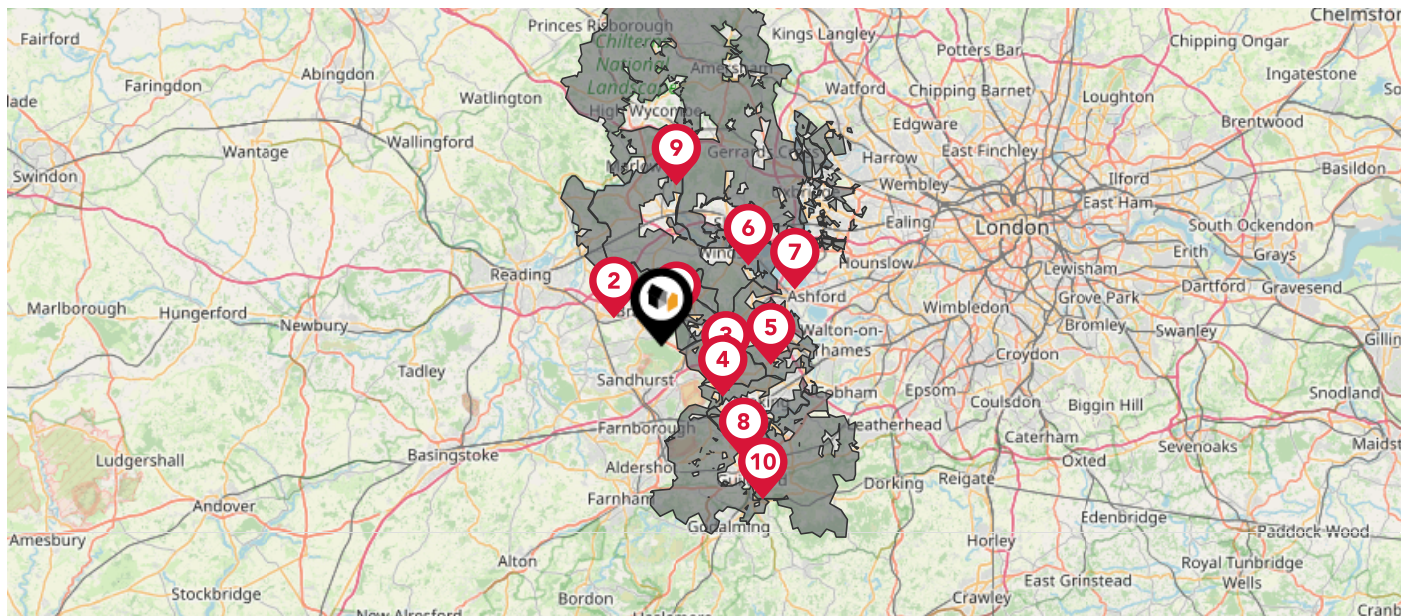 Chelmsfor
Princes Risborough
Kings Langley
Fairford
Potters Bar
Chipping Ongar
Chiltern
National
Landscape
Amersham
Abingdon
Ingatestone
Faringdon
Watlington
Watford
Chipping Barnet
Loughton
High Wycombe
Edgware
Brentwood
Wallingford
Wantage
9
Gerrards Cross
Harrow
East Finchley
Basildon
Swindon
Wembley
Ilford
East Ham
6
Ealing
London
South Ockendon
7
Erith
Grays
Hounslow
Reading
2
Lewisham
Dartford
Gravesend
Ashford
Grove Park
Marlborough
Hungerford
Newbury
Wimbledon
Bromley
3
5
Walton-on-
Thames
Swanley
4
Croydon
Tadley
Sandhurst
Cobham
Epsom
Coulsdon
Biggin Hill
Snodland
8
Farnborough
Leatherhead
Caterham
Sevenoaks
Basingstoke
Oxted
Ludgershall
10
Dorking
Reigate
Andover
Farnham
Edenbridge
Godalming
Paddock Wood
Amesbury
Horley
Alton
Royal Tunbridge
Wells
East Grinstead
Stockbridge
Bordon
Crawley
New Alresford